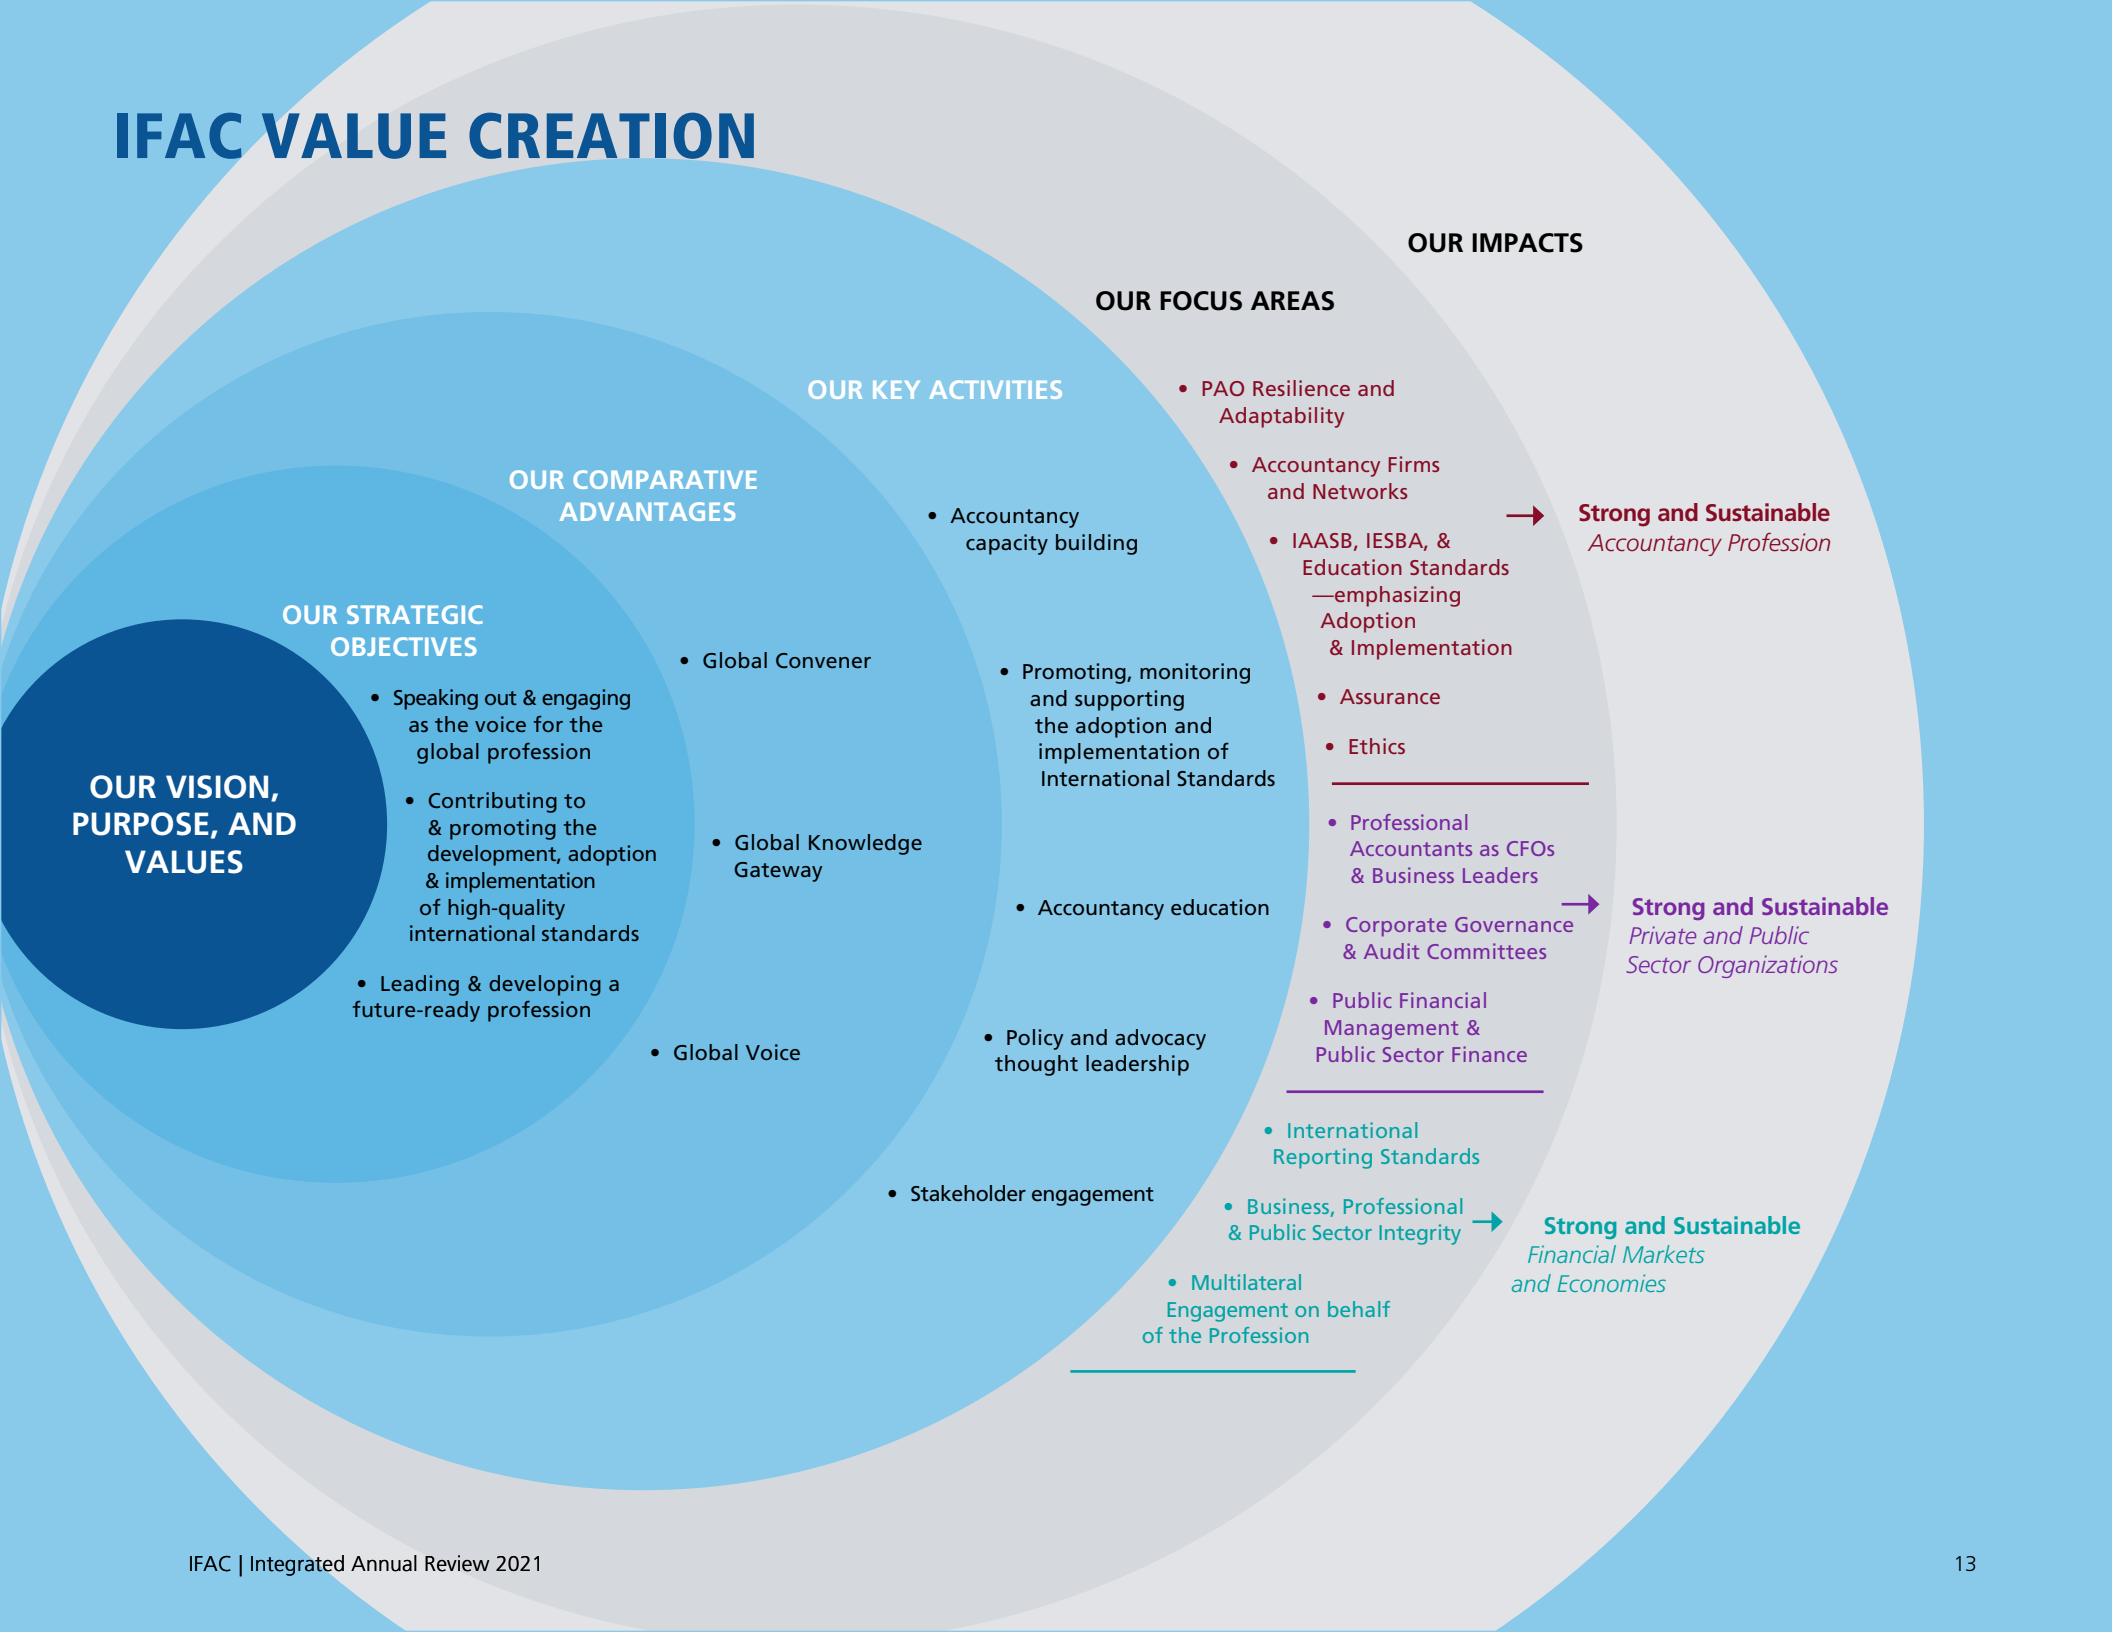 IFAC VALUE CREATION
OUR VISION,
PURPOSE, AND
VALUES
OUR STRATEGIC
OBJECTIVES
• Speaking out & engaging
as the voice for the
global profession
• Contributing to
& promoting the
development, adoption
& implementation
of high-quality
international standards
• Leading & developing a
future-ready profession
OUR COMPARATIVE
ADVANTAGES
• Global Convener
• Global Knowledge
Gateway
• Global Voice
OUR KEY ACTIVITIES
• Accountancy
capacity building
• Promoting, monitoring
and supporting
the adoption and
implementation of
International Standards
• Accountancy education
• Policy and advocacy
thought leadership
• Stakeholder engagement
OUR FOCUS AREAS
• PAO Resilience and
Adaptability
• Accountancy Firms
and Networks
• IAASB, IESBA, &
Education Standards
—emphasizing
Adoption
& Implementation
• Assurance
• Ethics
• Professional
Accountants as CFOs
& Business Leaders
• Corporate Governance
& Audit Committees
• Public Financial
Management &
Public Sector Finance
• International
Reporting Standards
• Business, Professional
& Public Sector Integrity
• Multilateral
Engagement on behalf
of the Profession
OUR IMPACTS
Strong and Sustainable
Accountancy Profession
Strong and Sustainable
Private and Public
Sector Organizations
Strong and Sustainable
Financial Markets
and Economies
IFAC | Integrated Annual Review 2021
13